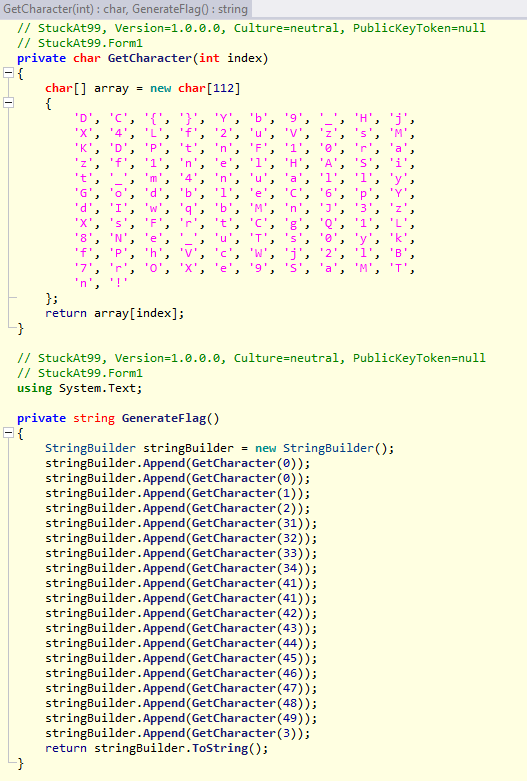 GetCharacter(int) : char, GenerateFlag() : string
// StuckAt99, Version=1.0.0.0, Culture=neutral, PublicKeyToken=null
// StuckAt99.Form1
private char GetCharacter(int index)
{
char[] array = new char[112]
{
'D', 'C', '{', '}', 'Y', 'b', '9', '_', 'H', 'j',
'X', '4', 'L', 'f', '2', 'u', 'V', 'z', 's', 'M',
'K', 'D', 'P', 't', 'n', 'F', '1', '0', 'r', 'a',
'z', 'f', '1', 'n', 'e', 'l', 'H', 'A', 'S', 'i',
't', '_', 'm', '4', 'n', 'u', 'a', 'l', 'l', 'y',
'G', 'o', 'd', 'b', 'l', 'e', 'C', '6', 'p', 'Y',
'd', 'I', 'w', 'q', 'b', 'M', 'n', 'J', '3', 'z',
'X', 's', 'F', 'r', 't', 'C', 'g', 'Q', '1', 'L',
'8', 'N', 'e', '_', 'u', 'T', 's', '0', 'y', 'k',
'f', 'P', 'h', 'V', 'c', 'W', 'j', '2', 'l', 'B',
'7', 'r', 'O', 'X', 'e', '9', 'S', 'a', 'M', 'T',
'n', '!'
};
return array[index];
}
// StuckAt99, Version=1.0.0.0, Culture=neutral, PublicKeyToken=null
// StuckAt99.Form1
using System.Text;
private string GenerateFlag()
{
StringBuilder stringBuilder = new StringBuilder();
stringBuilder.Append(GetCharacter(0));
stringBuilder.Append(GetCharacter(0));
stringBuilder.Append(GetCharacter(1));
stringBuilder.Append(GetCharacter(2));
stringBuilder.Append(GetCharacter(31));
stringBuilder.Append(GetCharacter(32));
stringBuilder.Append(GetCharacter(33));
stringBuilder.Append(GetCharacter(34));
stringBuilder.Append(GetCharacter(41));
stringBuilder.Append(GetCharacter(41));
stringBuilder.Append(GetCharacter(42));
stringBuilder.Append(GetCharacter(43));
stringBuilder.Append(GetCharacter(44));
stringBuilder.Append(GetCharacter(45));
stringBuilder.Append(GetCharacter(46));
stringBuilder.Append(GetCharacter(47));
stringBuilder.Append(GetCharacter(48));
stringBuilder.Append(GetCharacter(49));
stringBuilder.Append(GetCharacter(3));
return stringBuilder.ToString();
}